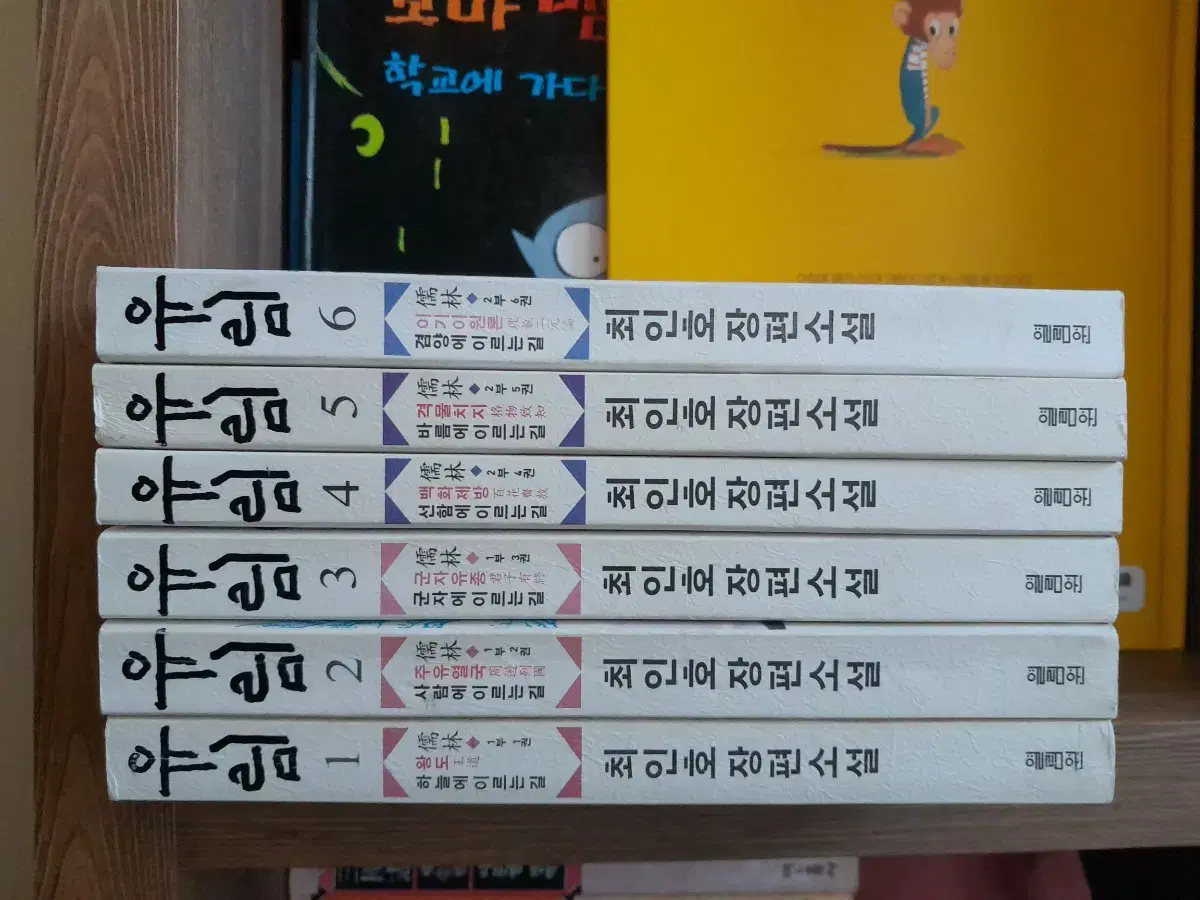 꼬마 뱀
학교에 가다
유림 6
儒林 ◆ 2부 6권
이기이원론 理氣二元論
겸양에 이르는 길
최인호 장편소설
열림원
유림 5
儒林 ◆ 2부 5권
격물치지 格物致知
바름에 이르는 길
최인호 장편소설
열림원
유림 4
儒林 ◆ 2부 4권
백화제방 百花齊放
선함에 이르는 길
최인호 장편소설
열림원
유림 3
儒林 ◆ 1부 3권
군자유종 君子有終
군자에 이르는 길
최인호 장편소설
열림원
유림 2
儒林 ◆ 1부 2권
주유열국 周遊列國
사람에 이르는 길
최인호 장편소설
열림원
유림 1
儒林 ◆ 1부 1권
왕도 王道
하늘에 이르는 길
최인호 장편소설
열림원